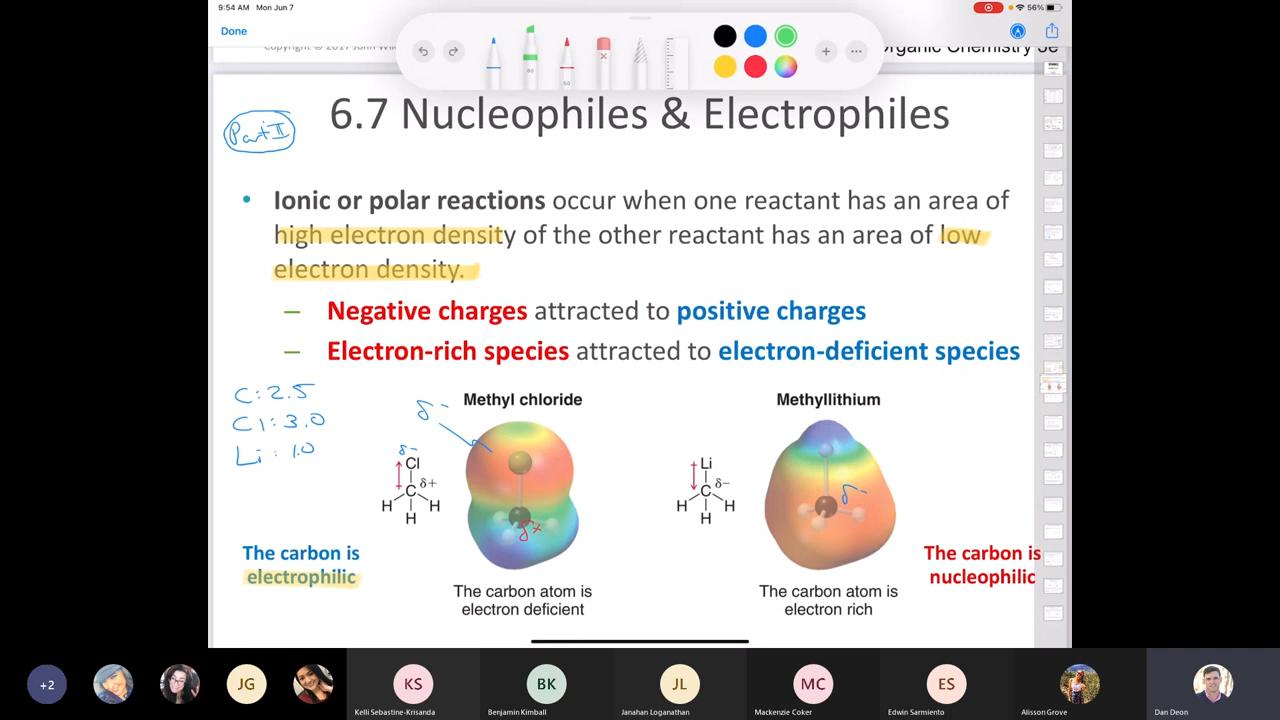 9:54 AM Mon Jun 7
56%
Done
Copyright © 2017 John
Organic Chemistry 3e
6.7 Nucleophiles & Electrophiles
Part II
• Ionic or polar reactions occur when one reactant has an area of
high electron density of the other reactant has an area of low
electron density.
– Negative charges attracted to positive charges
– Electron-rich species attracted to electron-deficient species
C: 2.5
Cl: 3.0
Li: 1.0
Methyl chloride
Methyllithium
δ-
δ-
Cl
δ+
C
H H
H
δ+
Li
δ–
C
H H
H
δ-
The carbon is
electrophilic
The carbon atom is
electron deficient
The carbon atom is
electron rich
The carbon is
nucleophilic
+2
JG
KS
BK
JL
MC
ES
Kelli Sebastine-Krisanda
Benjamin Kimball
Janahan Loganathan
Mackenzie Coker
Edwin Sarmiento
Alisson Grove
Dan Deon